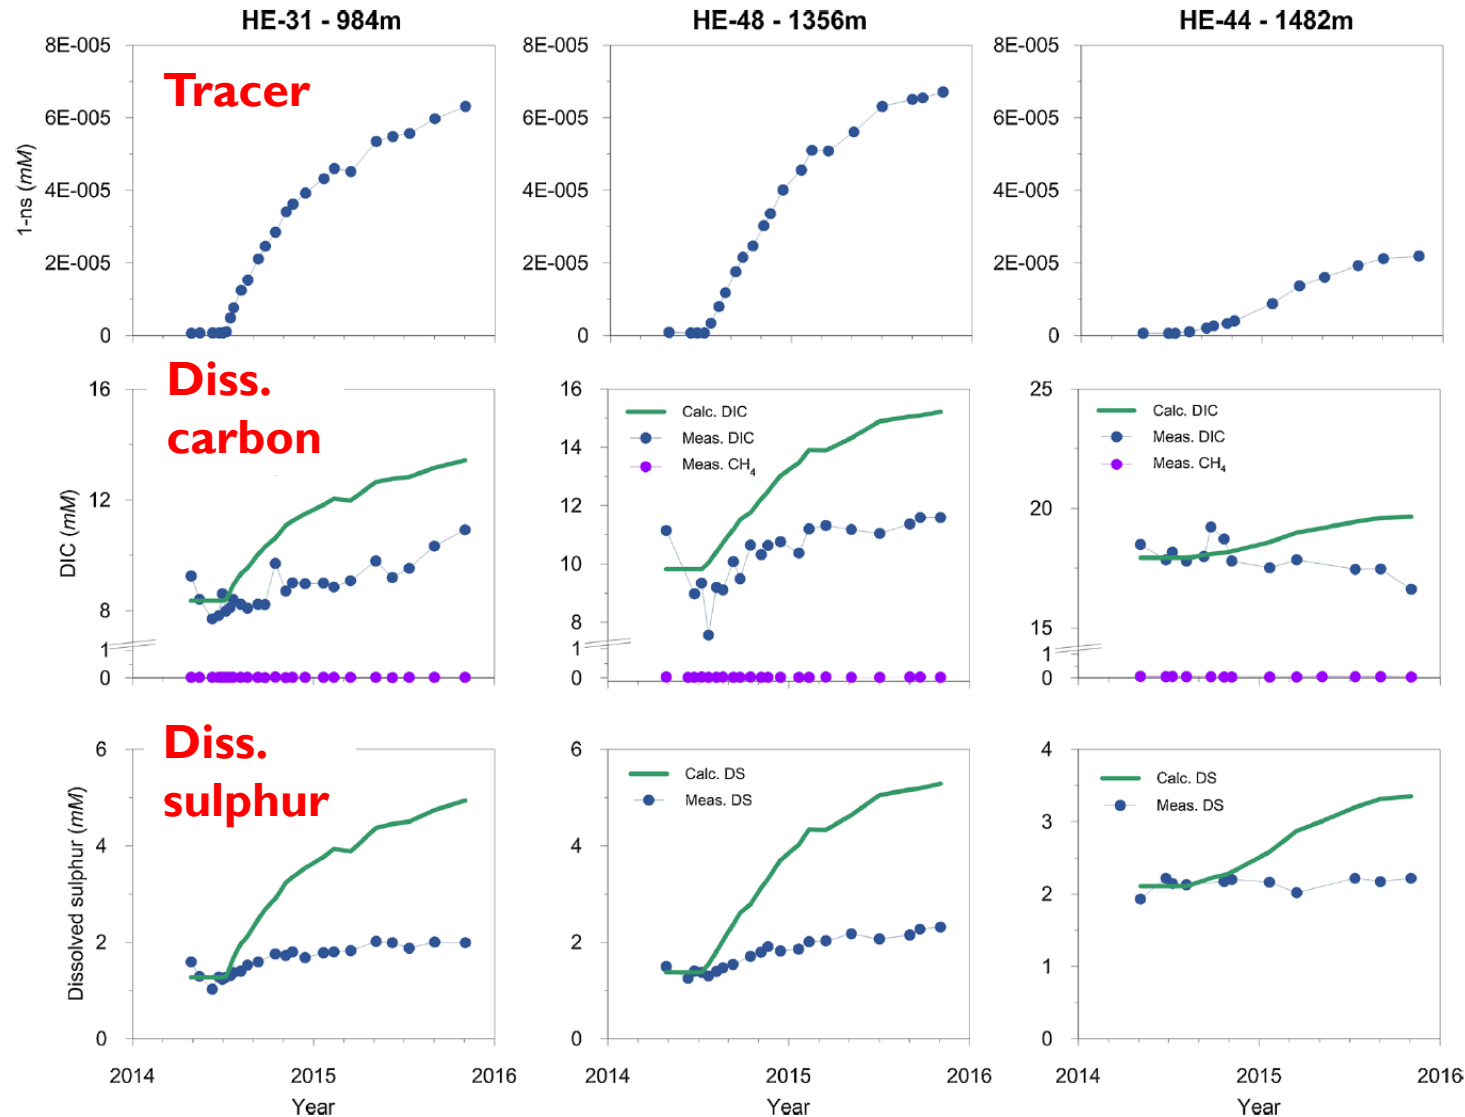 HE-31 - 984m
HE-48 - 1356m
HE-44 - 1482m
8E-005
6E-005
4E-005
2E-005
0
1-ns (mM)
Tracer
8E-005
6E-005
4E-005
2E-005
0
8E-005
6E-005
4E-005
2E-005
0
16
12
8
1
0
DIC (mM)
Diss.
carbon
16
14
12
10
8
1
0
Calc. DIC
Meas. DIC
Meas. CH4
25
20
15
1
0
Calc. DIC
Meas. DIC
Meas. CH4
6
4
2
0
Dissolved sulphur (mM)
Diss.
sulphur
6
4
2
0
Calc. DS
Meas. DS
4
3
2
1
0
Calc. DS
Meas. DS
2014
2015
2016
Year
2014
2015
2016
Year
2014
2015
2016
Year